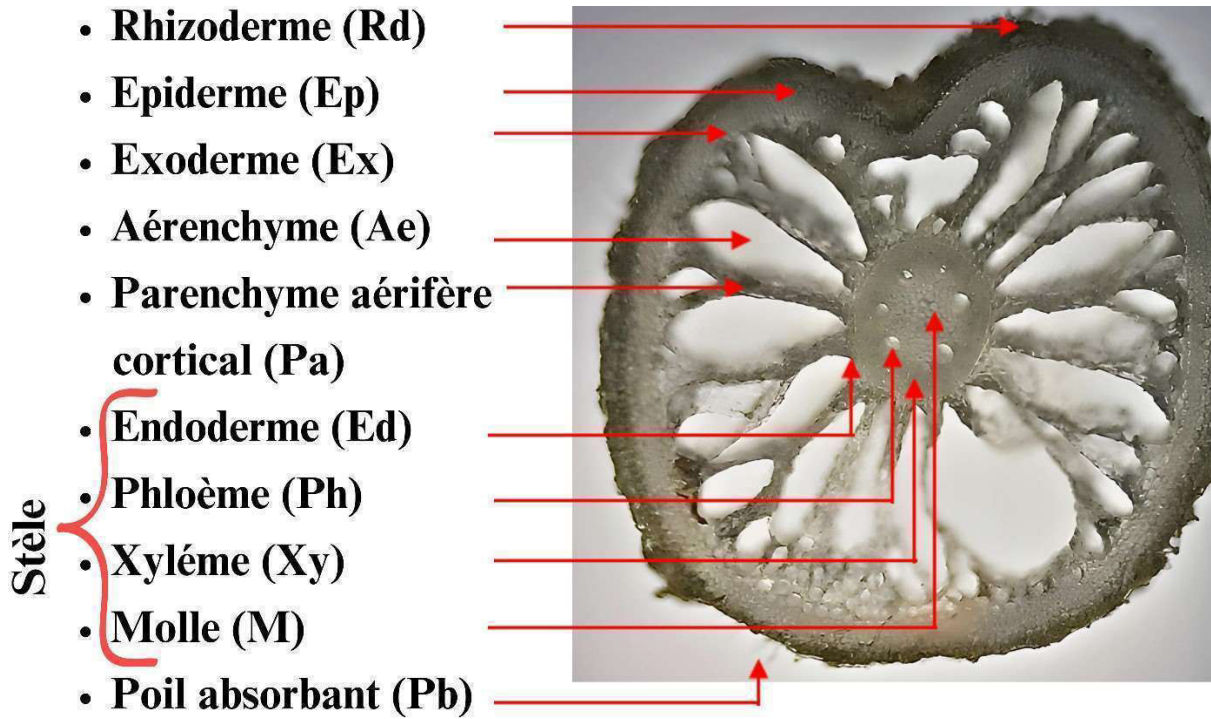 • Rhizoderme (Rd)
• Epiderme (Ep)
• Exoderme (Ex)
• Aérenchyme (Ae)
• Parenchyme aérifère
cortical (Pa)
• Endoderme (Ed)
• Phloème (Ph)
• Xyléme (Xy)
• Molle (M)
• Poil absorbant (Pb)
Stèle